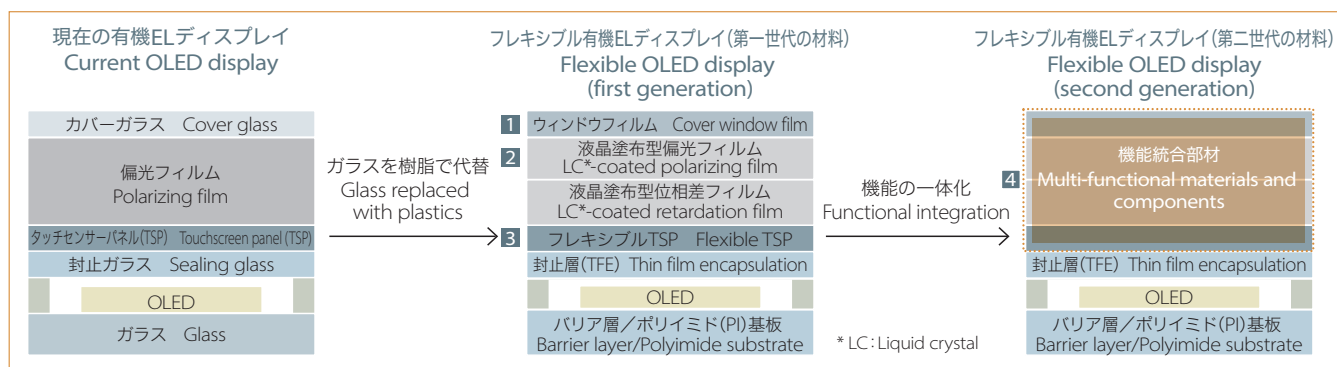 現在の有機ELディスプレイ
Current OLED display
カバーガラス Cover glass
偏光フィルム
Polarizing film
タッチセンサーパネル(TSP) Touchscreen panel (TSP)
封止ガラス Sealing glass
OLED
ガラス Glass
ガラスを樹脂で代替
Glass replaced
with plastics
フレキシブル有機ELディスプレイ(第一世代の材料)
Flexible OLED display
(first generation)
1 ウィンドウフィルム Cover window film
2 液晶塗布型偏光フィルム
LC*-coated polarizing film
液晶塗布型位相差フィルム
LC*-coated retardation film
3 フレキシブルTSP Flexible TSP
封止層(TFE) Thin film encapsulation
OLED
バリア層/ポリイミド(PI)基板
Barrier layer/Polyimide substrate
機能の一体化
Functional integration
* LC:Liquid crystal
フレキシブル有機ELディスプレイ(第二世代の材料)
Flexible OLED display
(second generation)
4 機能統合部材
Multi-functional materials and
components
封止層(TFE) Thin film encapsulation
OLED
バリア層/ポリイミド(PI)基板
Barrier layer/Polyimide substrate